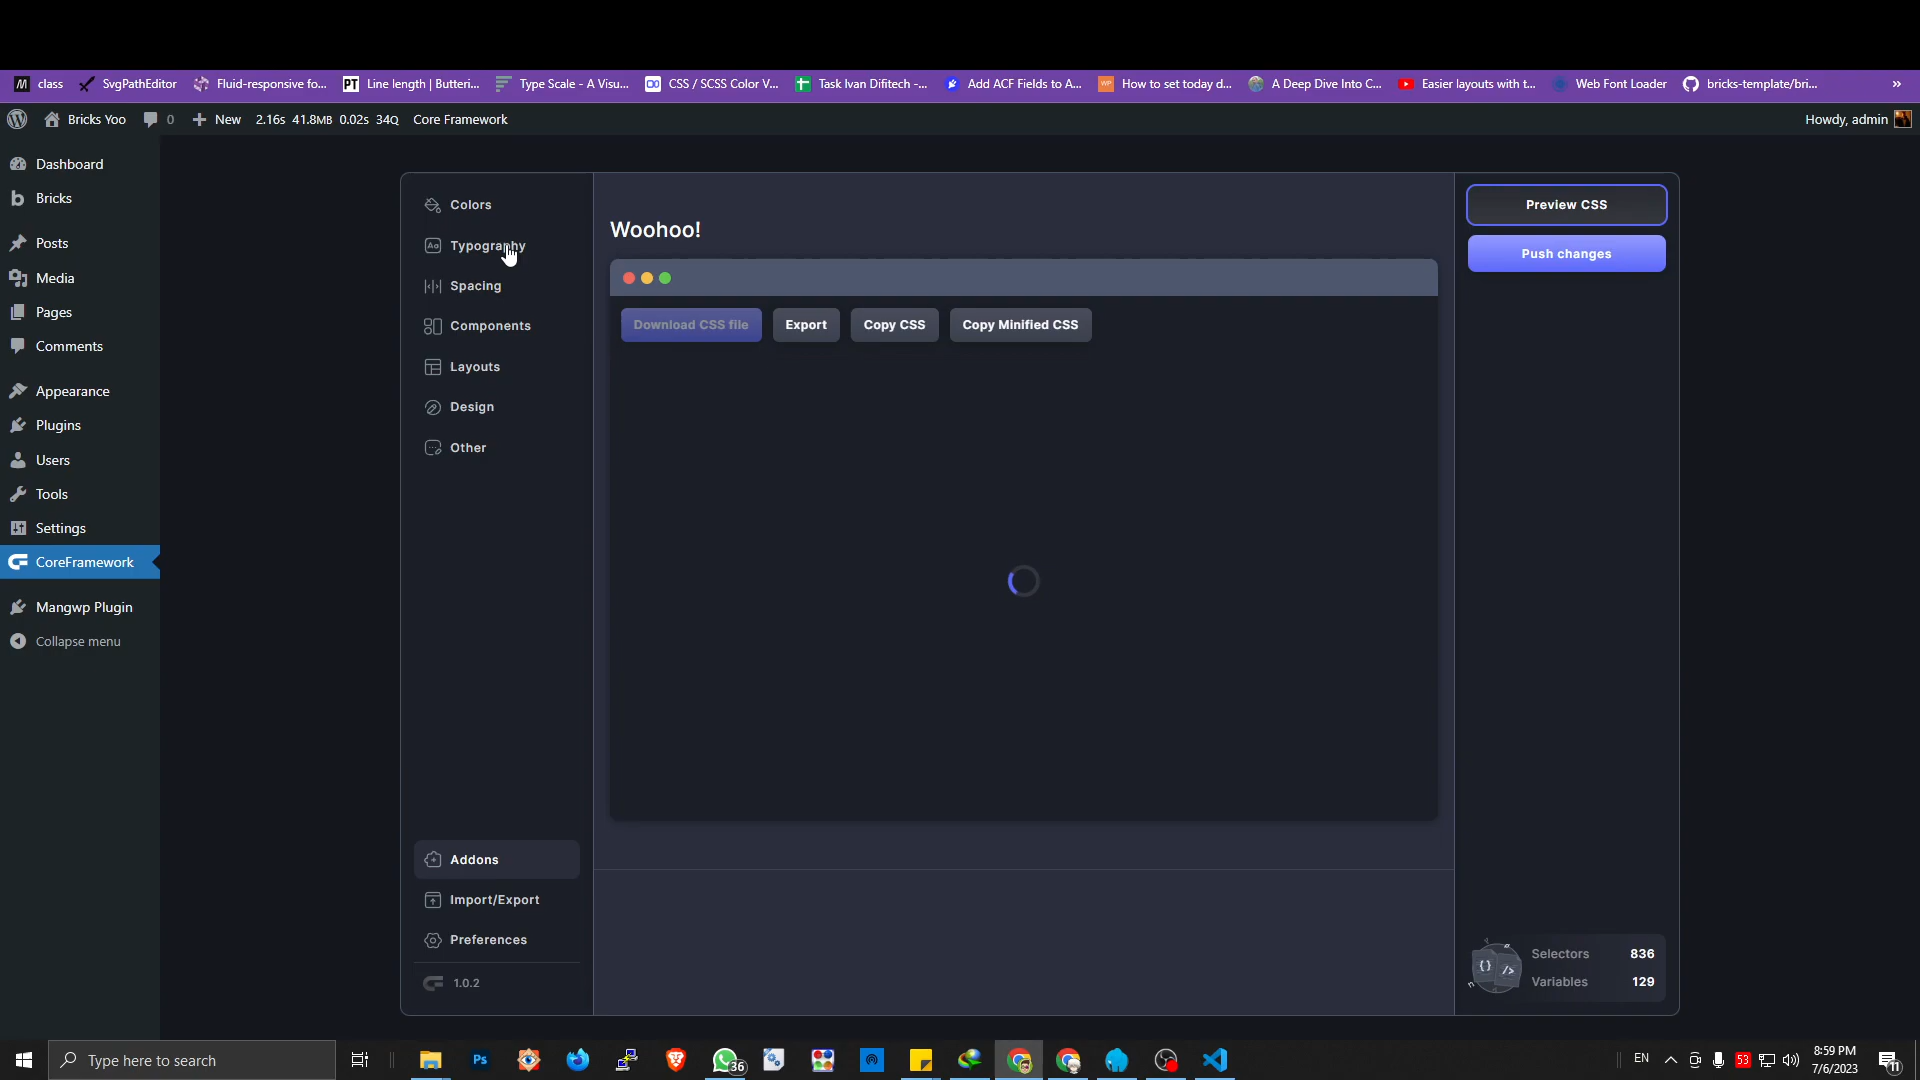 class
SvgPathEditor
Fluid-responsive fo...
PT
Line length | Butteri...
Type Scale - A Visu...
CSS / SCSS Color V...
Task Ivan Difitech -...
Add ACF Fields to A...
How to set today d...
A Deep Dive Into C...
Easier layouts with t...
Web Font Loader
bricks-template/bri...
»
Bricks Yoo
0
New
2.16s 41.8MB 0.02s 34Q
Core Framework
Howdy, admin
Dashboard
Bricks
Posts
Media
Pages
Comments
Appearance
Plugins
Users
Tools
Settings
CoreFramework
Mangwp Plugin
Collapse menu
Colors
Typography
Spacing
Components
Layouts
Design
Other
Addons
Import/Export
Preferences
1.0.2
Woohoo!
Download CSS file
Export
Copy CSS
Copy Minified CSS
Preview CSS
Push changes
Selectors 836
Variables 129
Type here to search
Ps
36
EN
53
8:59 PM
7/6/2023
11